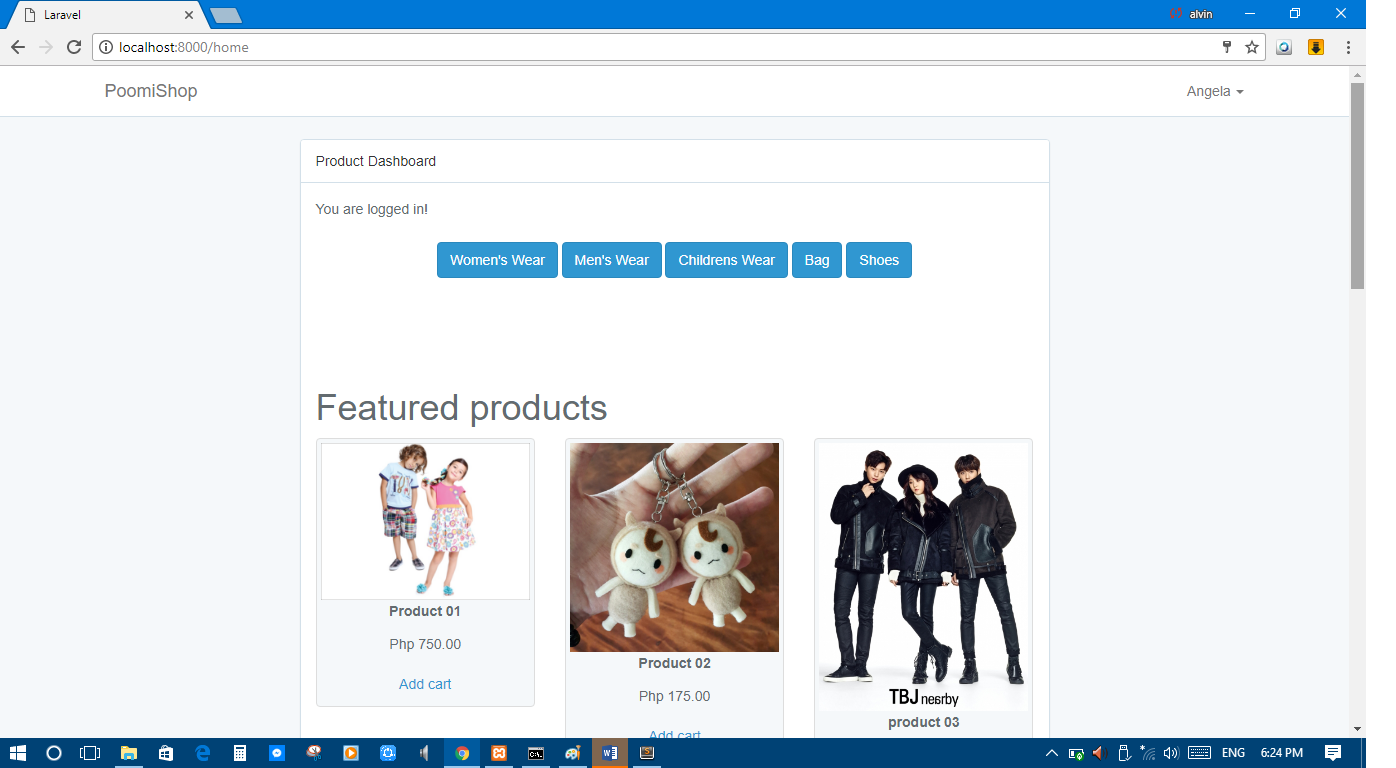 Laravel
alvin
localhost:8000/home
PoomiShop
Angela
Product Dashboard
You are logged in!
Women's Wear Men's Wear Childrens Wear Bag Shoes
Featured products
Product 01
Php 750.00
Add cart
Product 02
Php 175.00
Add cart
TBJ nearby
product 03
ENG 6:24 PM